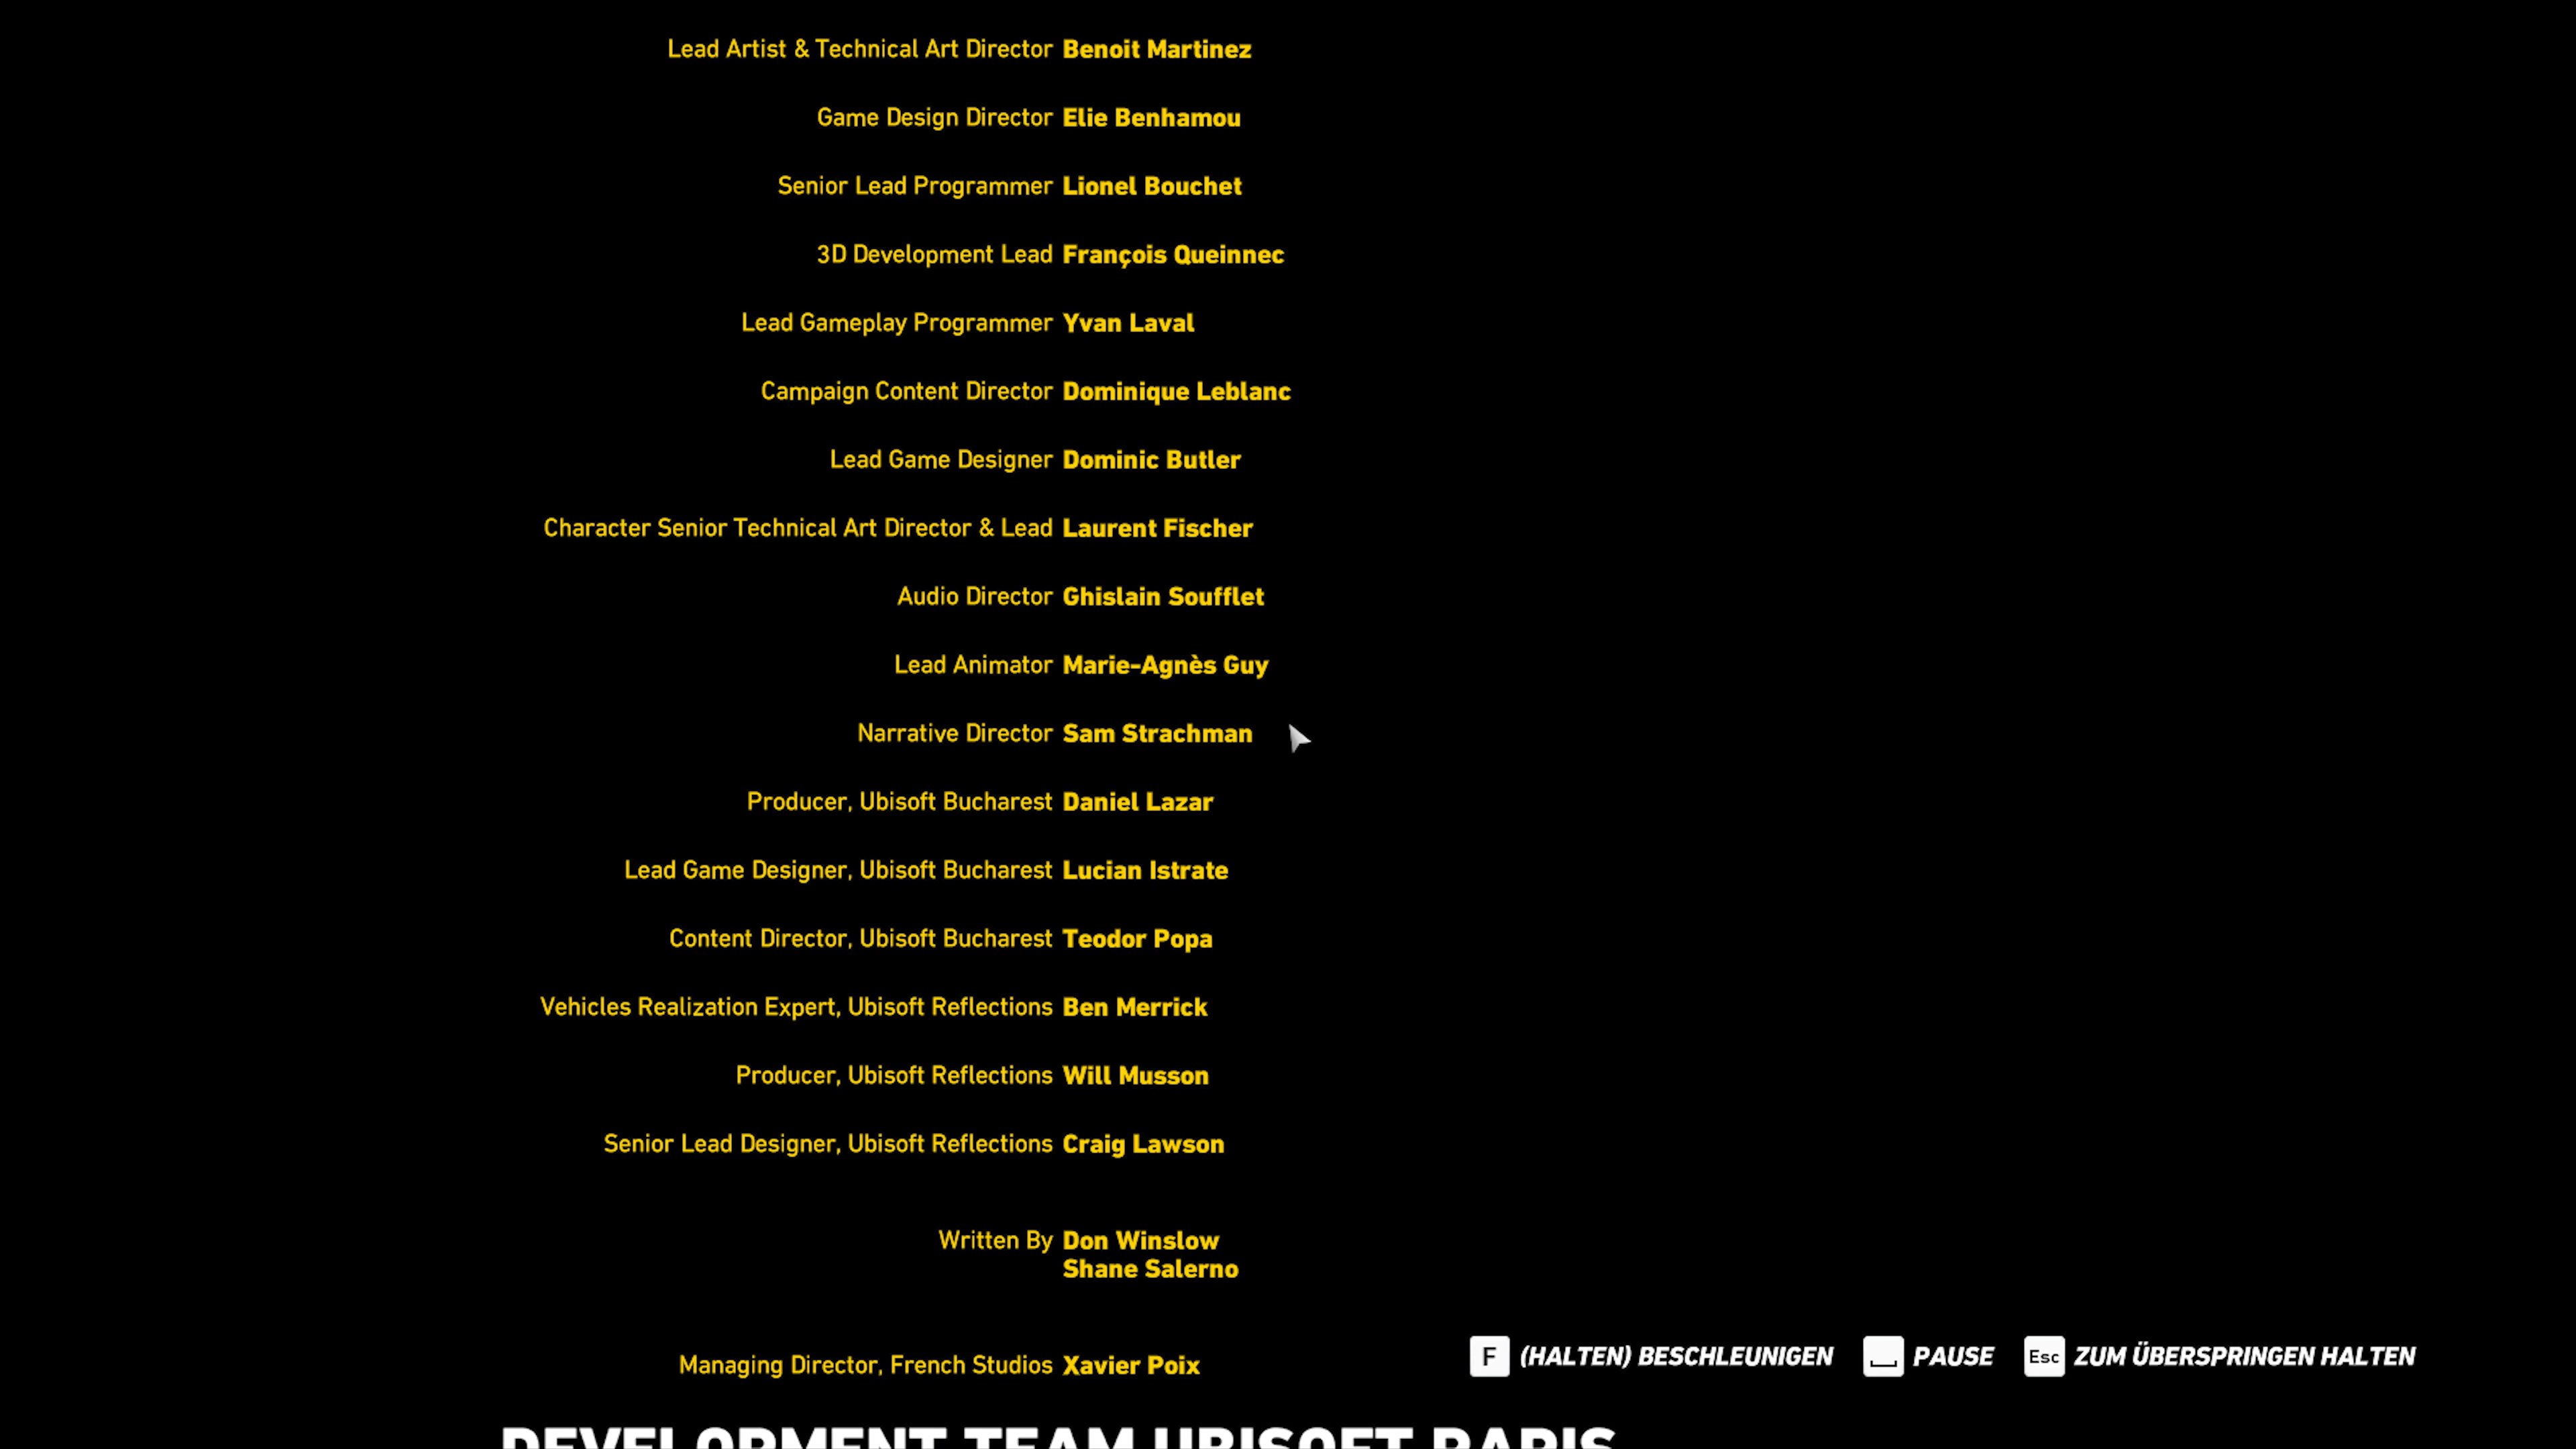 Lead Artist & Technical Art Director Benoit Martinez
Game Design Director Elie Benhamou
Senior Lead Programmer Lionel Bouchet
3D Development Lead François Queinnec
Lead Gameplay Programmer Yvan Laval
Campaign Content Director Dominique Leblanc
Lead Game Designer Dominic Butler
Character Senior Technical Art Director & Lead Laurent Fischer
Audio Director Ghislain Soufflet
Lead Animator Marie-Agnès Guy
Narrative Director Sam Strachman
Producer, Ubisoft Bucharest Daniel Lazar
Lead Game Designer, Ubisoft Bucharest Lucian Istrate
Content Director, Ubisoft Bucharest Teodor Popa
Vehicles Realization Expert, Ubisoft Reflections Ben Merrick
Producer, Ubisoft Reflections Will Musson
Senior Lead Designer, Ubisoft Reflections Craig Lawson
Written By Don Winslow
Shane Salerno
Managing Director, French Studios Xavier Poix
F (HALTEN) BESCHLEUNIGEN PAUSE Esc ZUM ÜBERSPRINGEN HALTEN
DEVELOPMENT TEAM UBISOFT PARIS